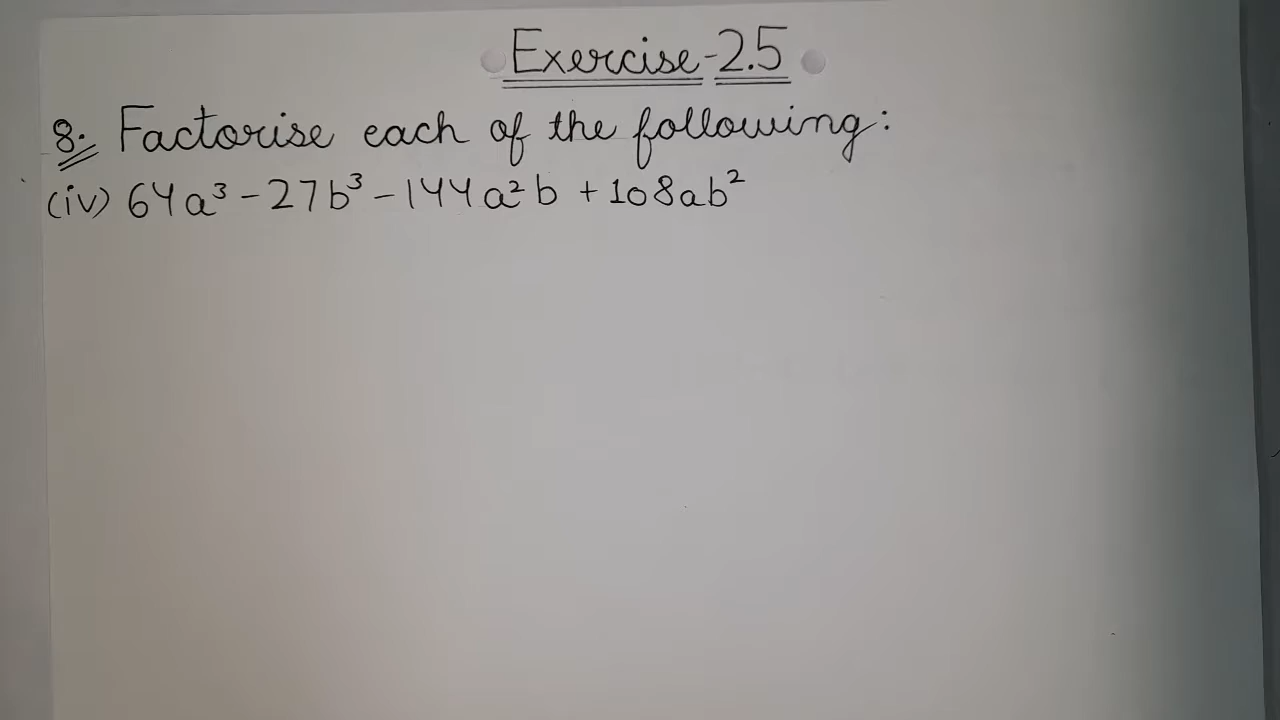 Exercise-2.5
8. Factorise each of the following:
(iv) 64a³ - 27b³ - 144a²b + 108ab²